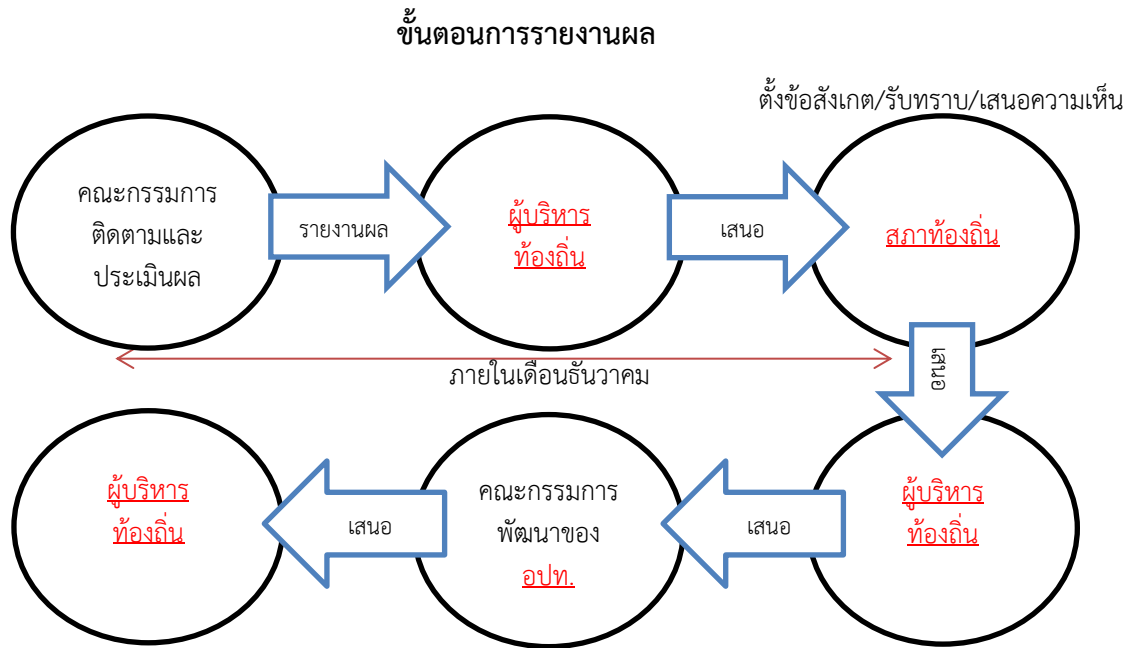 ขั้นตอนการรายงานผล
ตั้งข้อสังเกต/รับทราบ/เสนอความเห็น
คณะกรรมการ
ติดตามและ
ประเมินผล
รายงานผล
ผู้บริหาร
ท้องถิ่น
เสนอ
สภาท้องถิ่น
ภายในเดือนธันวาคม
เสนอ
ผู้บริหาร
ท้องถิ่น
เสนอ
คณะกรรมการ
พัฒนาของ
อปท.
เสนอ
ผู้บริหาร
ท้องถิ่น